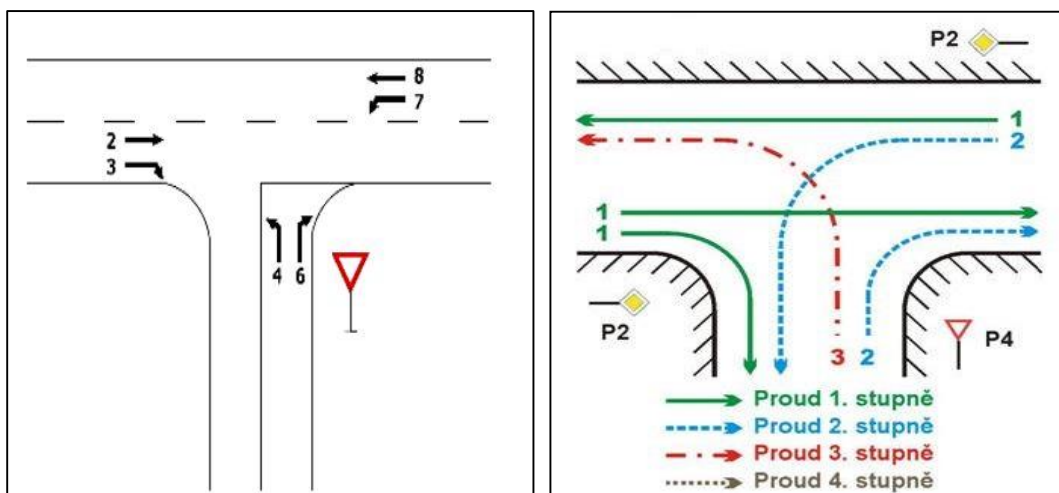 8
7
2
3
4 6
P2
1
2
1
1
P2
3 2
P4
Proud 1. stupně
Proud 2. stupně
Proud 3. stupně
Proud 4. stupně